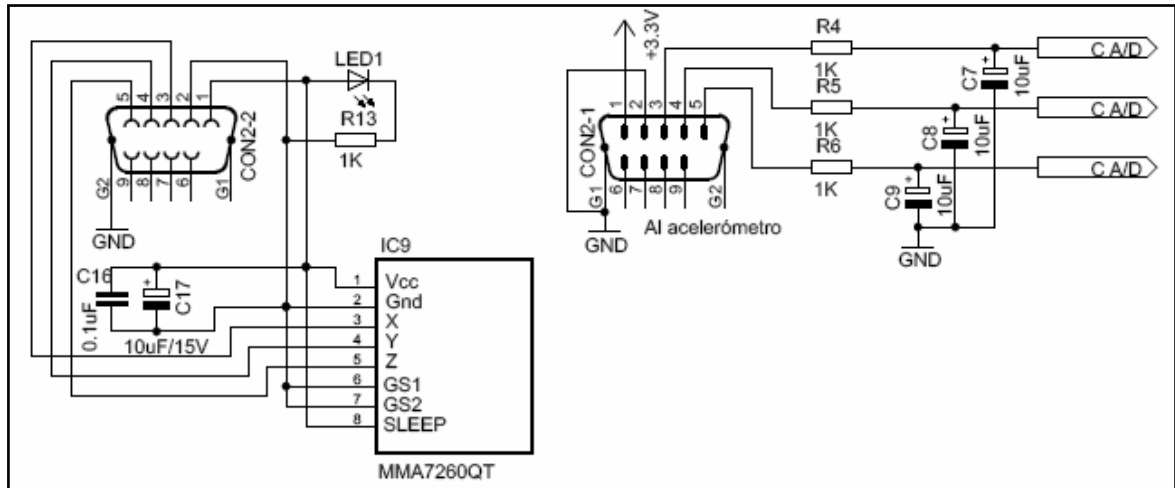 5 4 3 2 1
CON2-2
9 8 7 6
G2
G1
GND
LED1
R13
1K
C16
0.1uF
+
C17
10uF/15V
IC9
1 Vcc
2 Gnd
3 X
4 Y
5 Z
6 GS1
7 GS2
8 SLEEP
MMA7260QT
+3.3V
1 2 3 4 5
CON2-1
G1
6 7 8 9
G2
GND
Al acelerómetro
R4
1K
R5
1K
R6
1K
+
C7
10uF
+
C8
10uF
+
C9
10uF
GND
C A/D
C A/D
C A/D